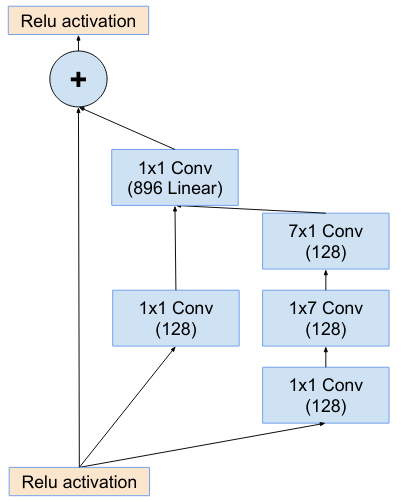 Relu activation
+
1x1 Conv
(896 Linear)
7x1 Conv
(128)
1x1 Conv
(128)
1x7 Conv
(128)
1x1 Conv
(128)
Relu activation